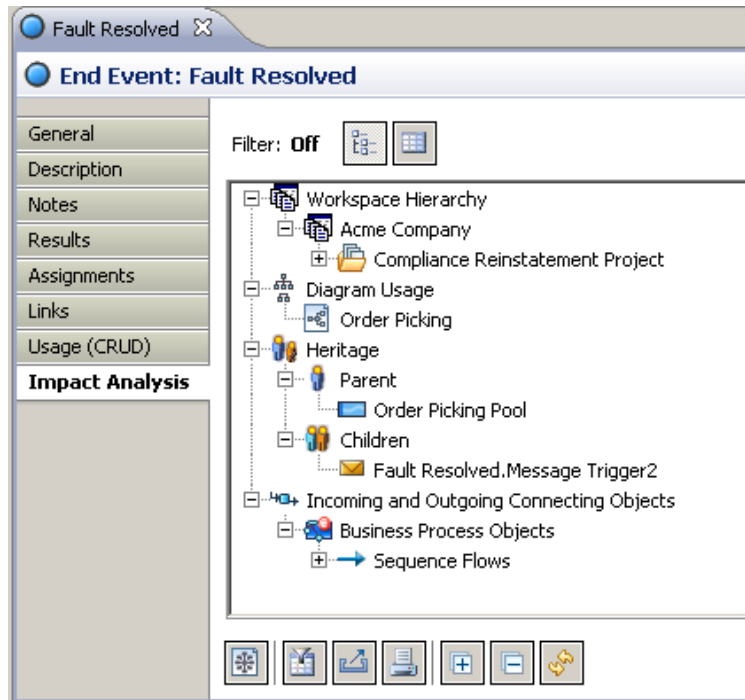 Fault Resolved
End Event: Fault Resolved
General
Description
Notes
Results
Assignments
Links
Usage (CRUD)
Impact Analysis
Filter: Off
Workspace Hierarchy
Acme Company
Compliance Reinstatement Project
Diagram Usage
Order Picking
Heritage
Parent
Order Picking Pool
Children
Fault Resolved.Message Trigger2
Incoming and Outgoing Connecting Objects
Business Process Objects
Sequence Flows